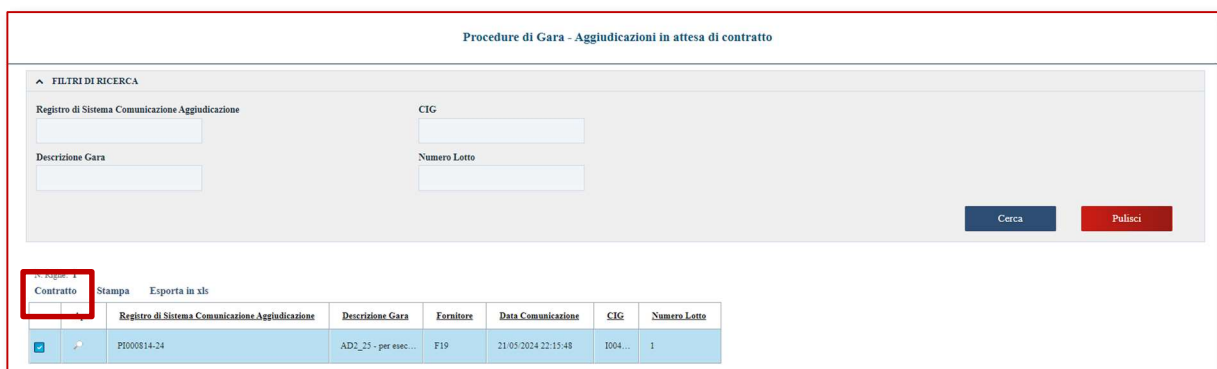 Procedure di Gara - Aggiudicazioni in attesa di contratto
FILTRI DI RICERCA
Registro di Sistema Comunicazione Aggiudicazione CIG
Descrizione Gara Numero Lotto
Cerca Pulisci
N. Righe: 1
Contratto Stampa Esporta in xls
Registro di Sistema Comunicazione Aggiudicazione Descrizione Gara Fornitore Data Comunicazione CIG Numero Lotto
PI000814-24 AD2_25 - per esec... F19 21/05/2024 22:15:48 I004... 1